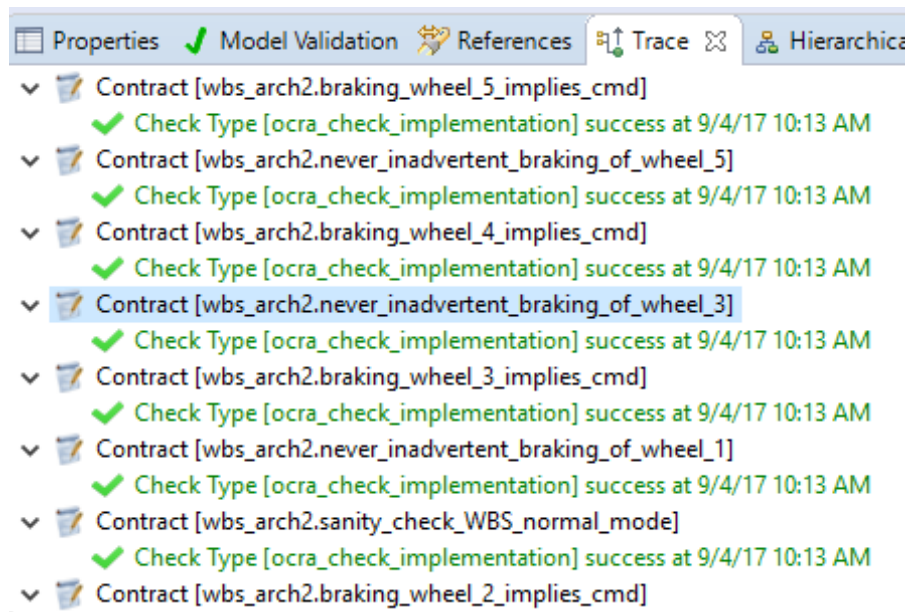 Properties Model Validation References Trace Hierarchica
Contract [wbs_arch2.braking_wheel_5_implies_cmd]
Check Type [ocra_check_implementation] success at 9/4/17 10:13 AM
Contract [wbs_arch2.never_inadvertent_braking_of_wheel_5]
Check Type [ocra_check_implementation] success at 9/4/17 10:13 AM
Contract [wbs_arch2.braking_wheel_4_implies_cmd]
Check Type [ocra_check_implementation] success at 9/4/17 10:13 AM
Contract [wbs_arch2.never_inadvertent_braking_of_wheel_3]
Check Type [ocra_check_implementation] success at 9/4/17 10:13 AM
Contract [wbs_arch2.braking_wheel_3_implies_cmd]
Check Type [ocra_check_implementation] success at 9/4/17 10:13 AM
Contract [wbs_arch2.never_inadvertent_braking_of_wheel_1]
Check Type [ocra_check_implementation] success at 9/4/17 10:13 AM
Contract [wbs_arch2.sanity_check_WBS_normal_mode]
Check Type [ocra_check_implementation] success at 9/4/17 10:13 AM
Contract [wbs_arch2.braking_wheel_2_implies_cmd]